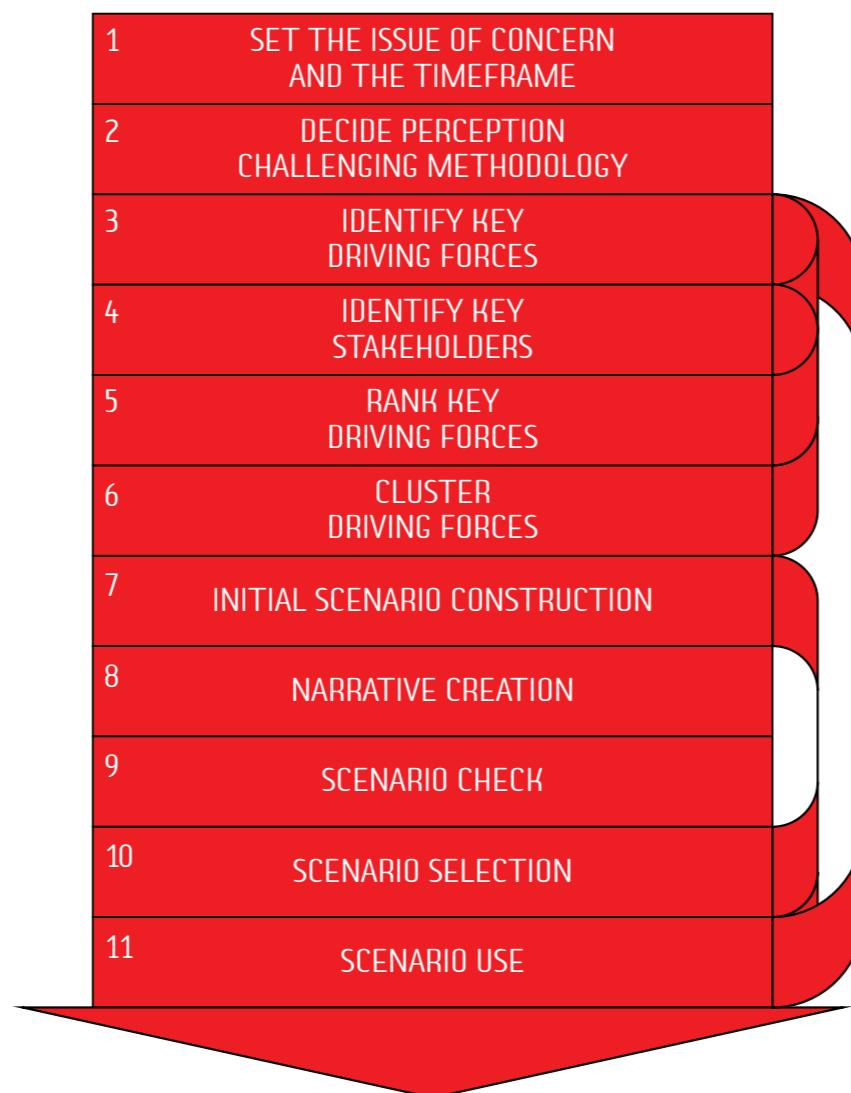 1 SET THE ISSUE OF CONCERN
AND THE TIMEFRAME
2 DECIDE PERCEPTION
CHALLENGING METHODOLOGY
3 IDENTIFY KEY
DRIVING FORCES
4 IDENTIFY KEY
STAKEHOLDERS
5 RANK KEY
DRIVING FORCES
6 CLUSTER
DRIVING FORCES
7 INITIAL SCENARIO CONSTRUCTION
8 NARRATIVE CREATION
9 SCENARIO CHECK
10 SCENARIO SELECTION
11 SCENARIO USE